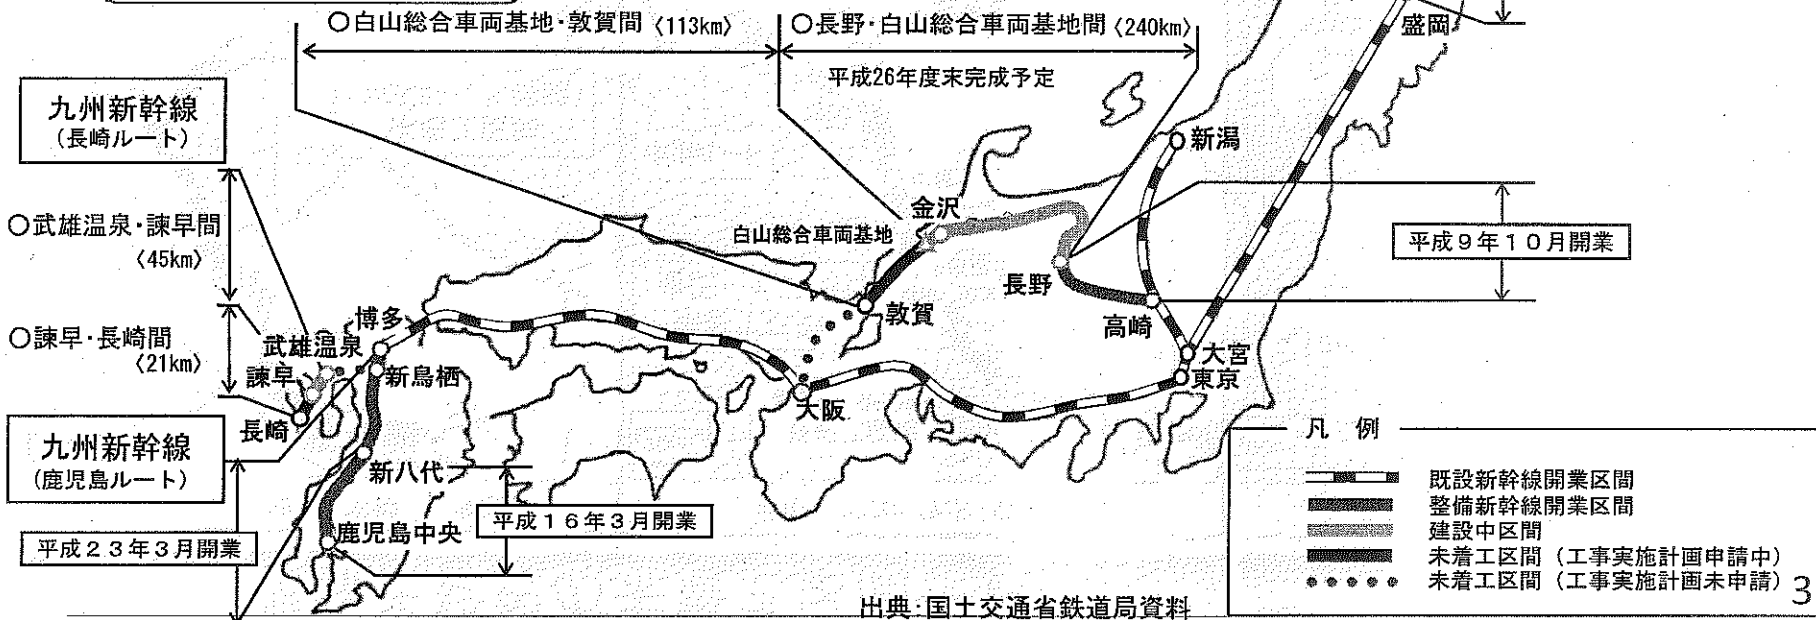 ○白山総合車両基地・敦賀間〈113km〉
○長野・白山総合車両基地間〈240km〉
平成26年度末完成予定
盛岡
九州新幹線
(長崎ルート)
新潟
○武雄温泉・諫早間
〈45km〉
金沢
白山総合車両基地
平成9年10月開業
長野
敦賀
高崎
○諫早・長崎間
〈21km〉
博多
武雄温泉
諫早
新鳥栖
大宮
東京
大阪
長崎
九州新幹線
(鹿児島ルート)
新八代
平成16年3月開業
鹿児島中央
平成23年3月開業
凡 例
既設新幹線開業区間
整備新幹線開業区間
建設中区間
未着工区間(工事実施計画申請中)
未着工区間(工事実施計画未申請)
出典:国土交通省鉄道局資料
3